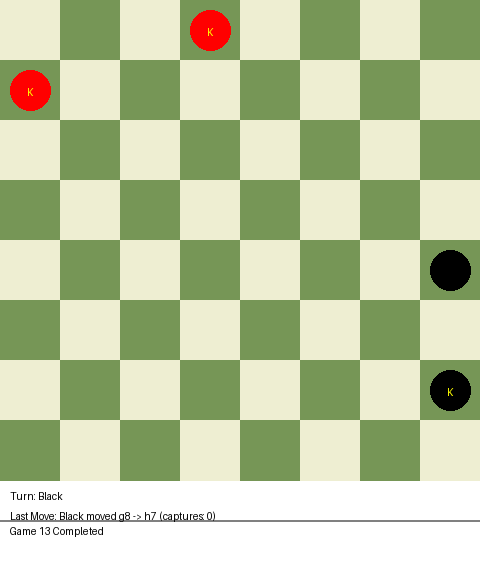 K
K
K
Turn: Black
Last Move: Black moved g8 -> h7 (captures: 0)
Game 13 Completed